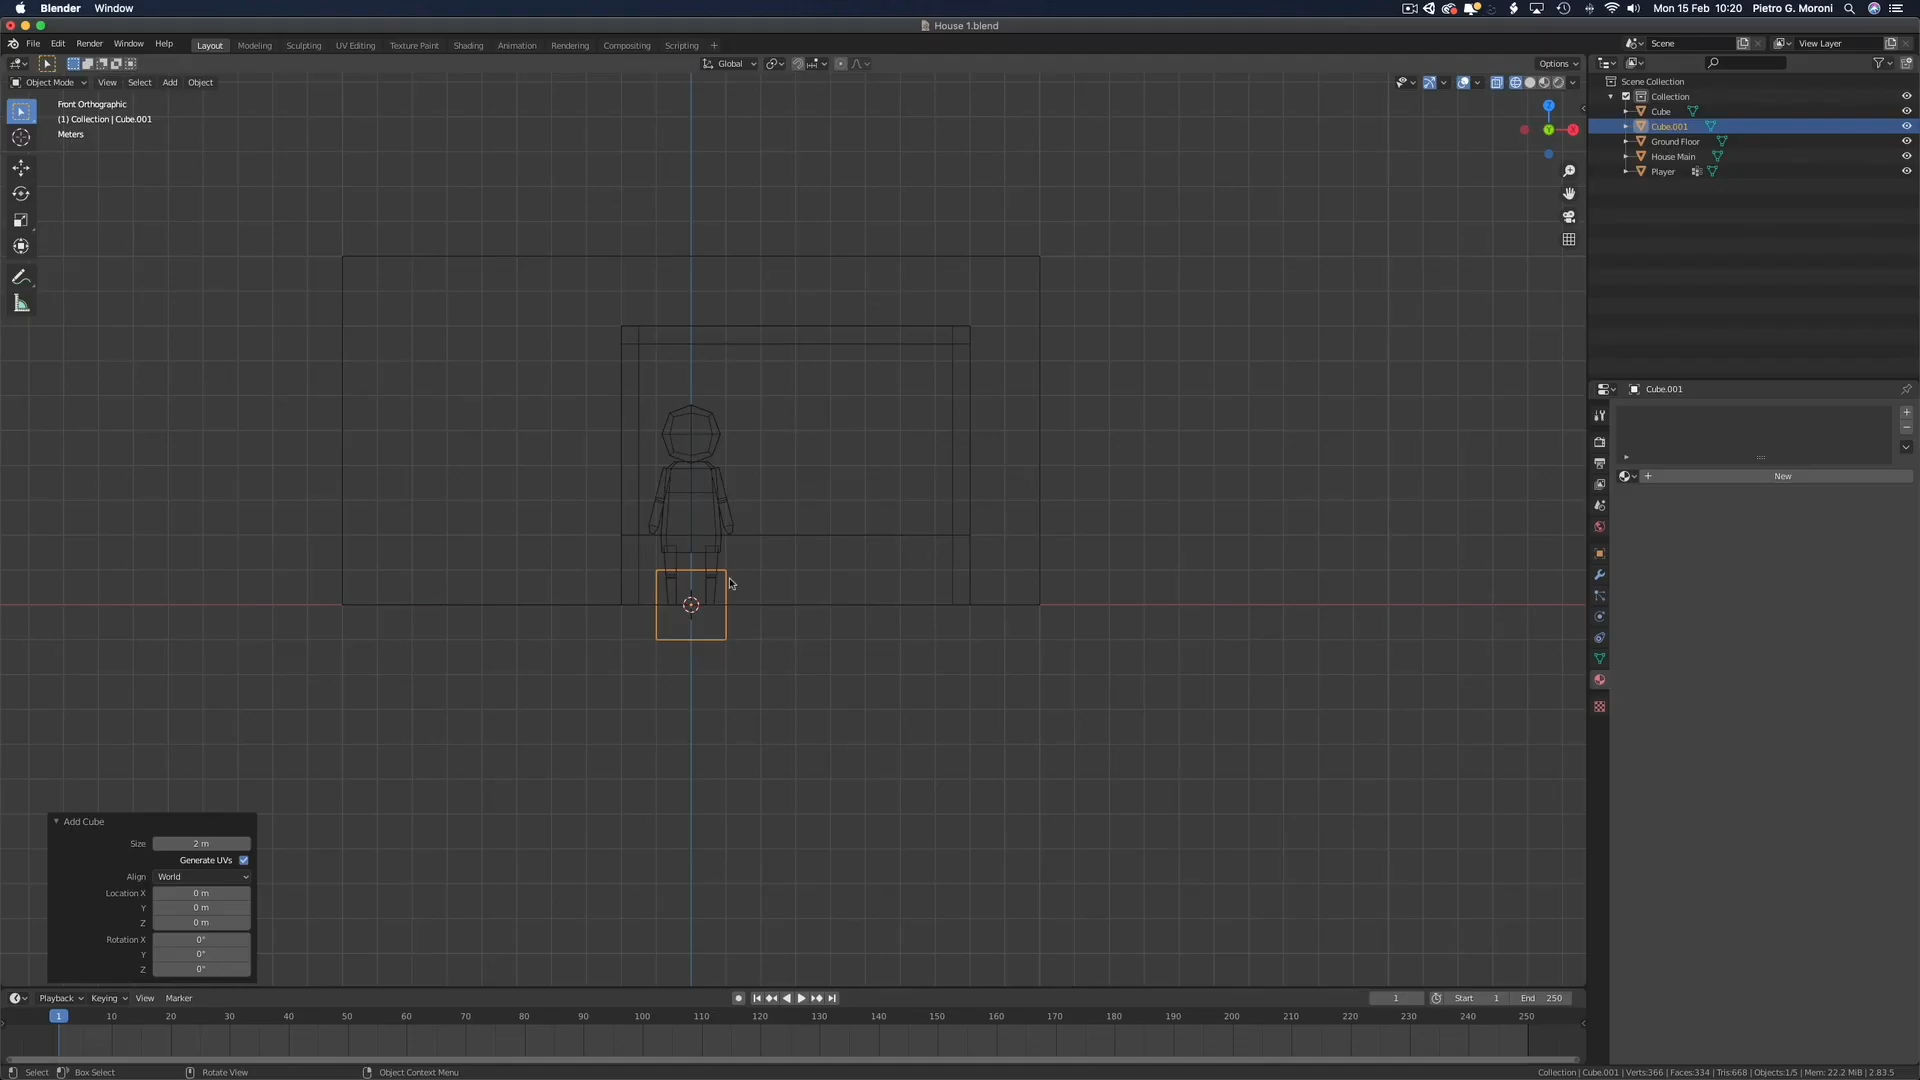 Blender Window
Mon 15 Feb 10:20 Pietro G. Moroni
House 1.blend
File Edit Render Window Help Layout Modeling Sculpting UV Editing Texture Paint Shading Animation Rendering Compositing Scripting +
Scene View Layer
Global Options
Object Mode View Select Add Object
Front Orthographic
(1) Collection | Cube.001
Meters
Z
Y
X
Scene Collection
Collection
Cube
Cube.001
Ground Floor
House Main
Player
Cube.001
New
Add Cube
Size 2 m
Generate UVs
Align World
Location X 0 m
Y 0 m
Z 0 m
Rotation X 0°
Y 0°
Z 0°
Playback Keying View Marker
1 Start 1 End 250
1 10 20 30 40 50 60 70 80 90 100 110 120 130 140 150 160 170 180 190 200 210 220 230 240 250
Select Box Select Rotate View Object Context Menu
Collection | Cube.001 | Verts:366 | Faces:334 | Tris:668 | Objects:1/5 | Mem: 22.2 MiB | 2.83.5